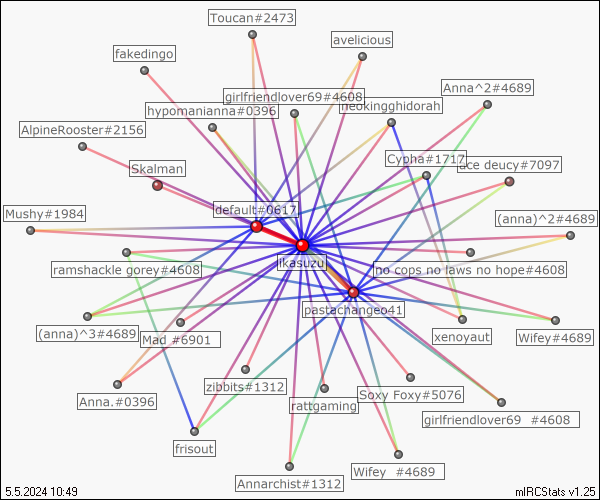 Toucan#2473
avelicious
fakedingo
Anna^2#4689
girlfriendlover69#4608
hypomanianna#0396
neokingghidorah
AlpineRooster#2156
Cypha#1717
ace deucy#7097
Skalman
default#0617
Mushy#1984
(anna)^2#4689
ikasuzu
ramshackle gorey#4608
no cops no laws no hope#4608
pastachangeo41
(anna)^3#4689
Mad #6901
xenoyaut
Wifey#4689
zibbits#1312
Soxy Foxy#5076
Anna.#0396
rattgaming
girlfriendlover69 #4608
frisout
Wifey #4689
Annarchist#1312
5.5.2024 10:49
mIRCStats v1.25